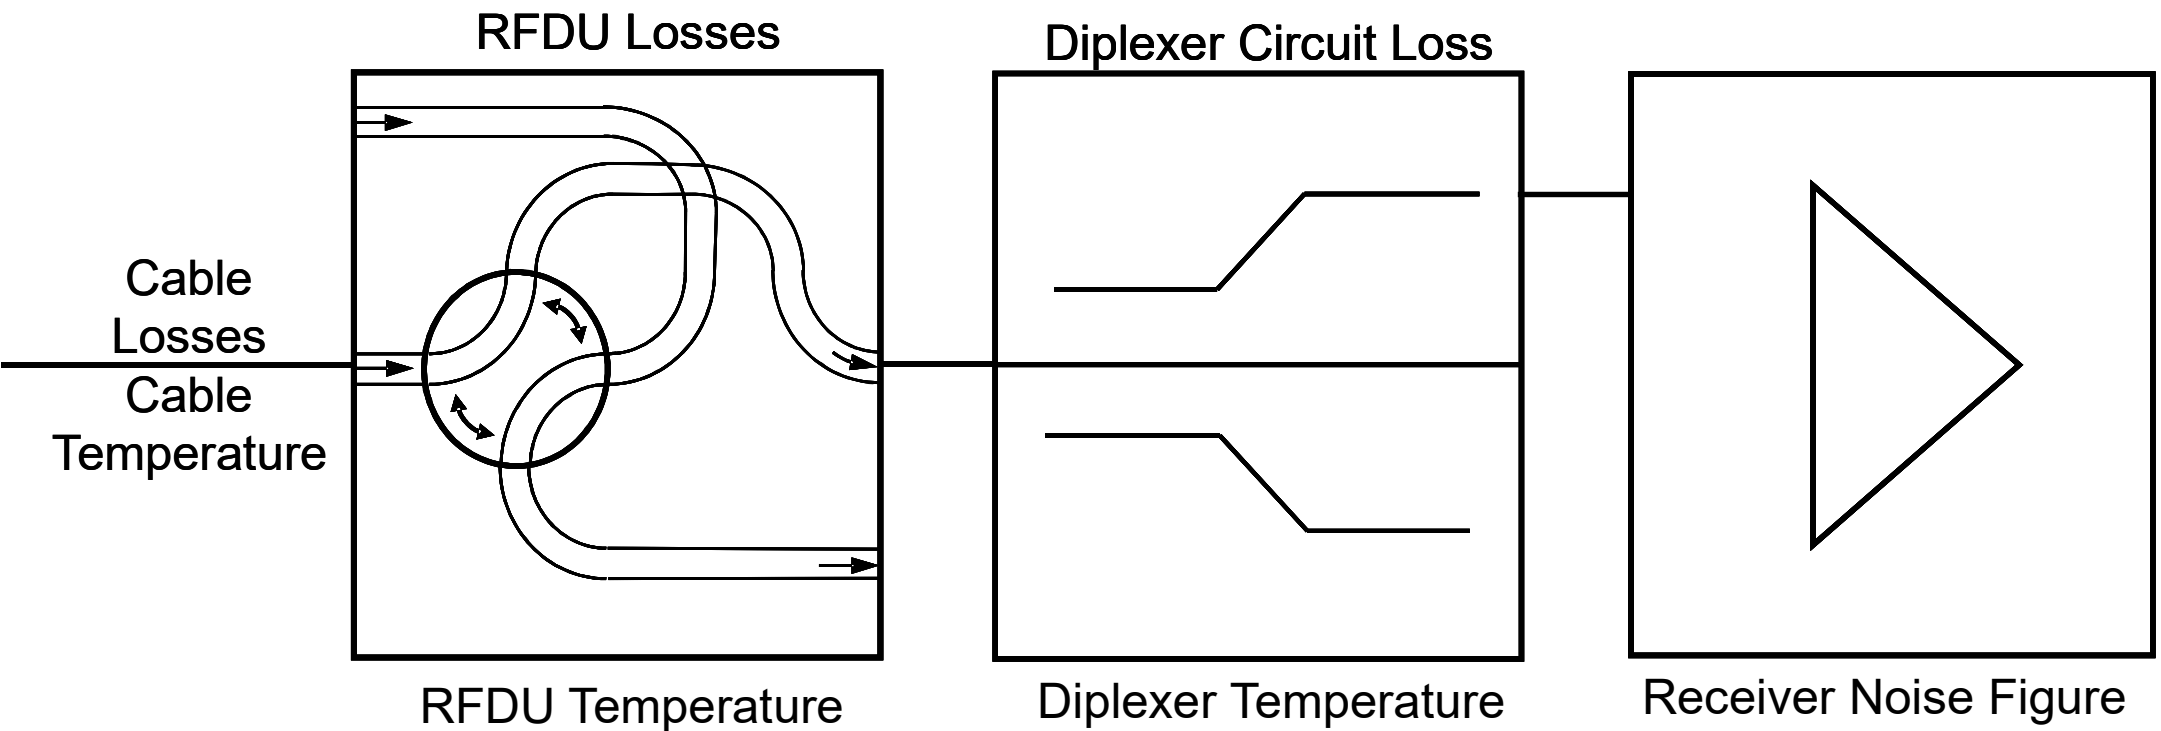 RFDU Losses
Diplexer Circuit Loss
Cable
Losses
Cable
Temperature
RFDU Temperature
Diplexer Temperature
Receiver Noise Figure